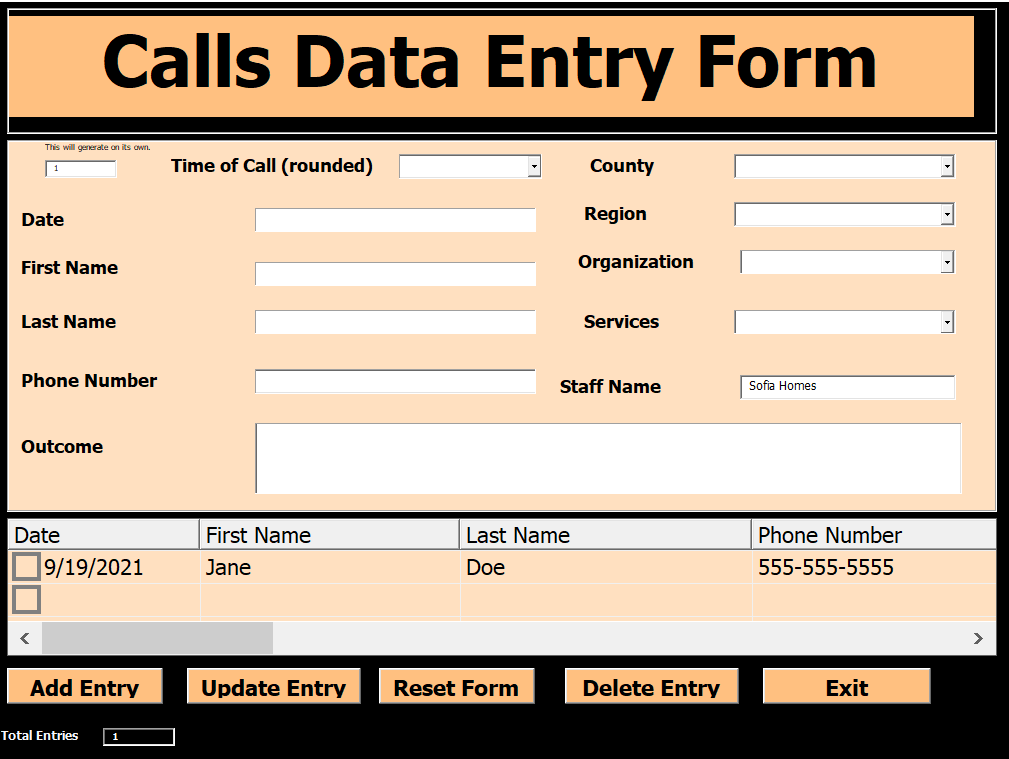 Calls Data Entry Form
This will generate on its own.
1
Time of Call (rounded)
County
Date
Region
First Name
Organization
Last Name
Services
Phone Number
Staff Name
Sofia Homes
Outcome
Date First Name Last Name Phone Number
9/19/2021 Jane Doe 555-555-5555
Add Entry Update Entry Reset Form Delete Entry Exit
Total Entries 1